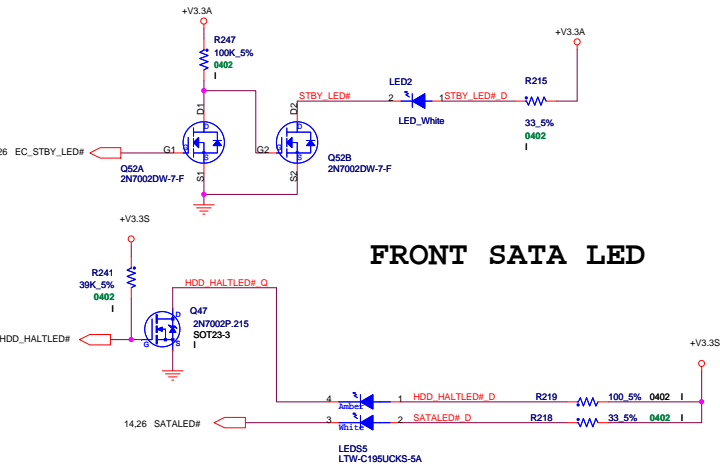 +V3.3A
R247
100K_5%
0402
I
+V3.3A
LED2
R215
STBY_LED#
2
1
STBY_LED#_D
LED_White
33_5%
0402
I
D1
D
D2
D
26 EC_STBY_LED#
G1
G
G2
G
S
S
S1
S2
Q52A
2N7002DW-7-F
Q52B
2N7002DW-7-F
+V3.3S
FRONT SATA LED
R241
39K_5%
0402
I
HDD_HALTLED#_Q
Q47
2N7002P.215
SOT23-3
I
D
G
S
HDD_HALTLED#
+V3.3S
4
Amber
1
HDD_HALTLED#_D
R219
100_5%
0402
I
14,26 SATALED#
3
White
2
SATALED#_D
R218
33_5%
0402
I
LEDS5
LTW-C195UCKS-5A